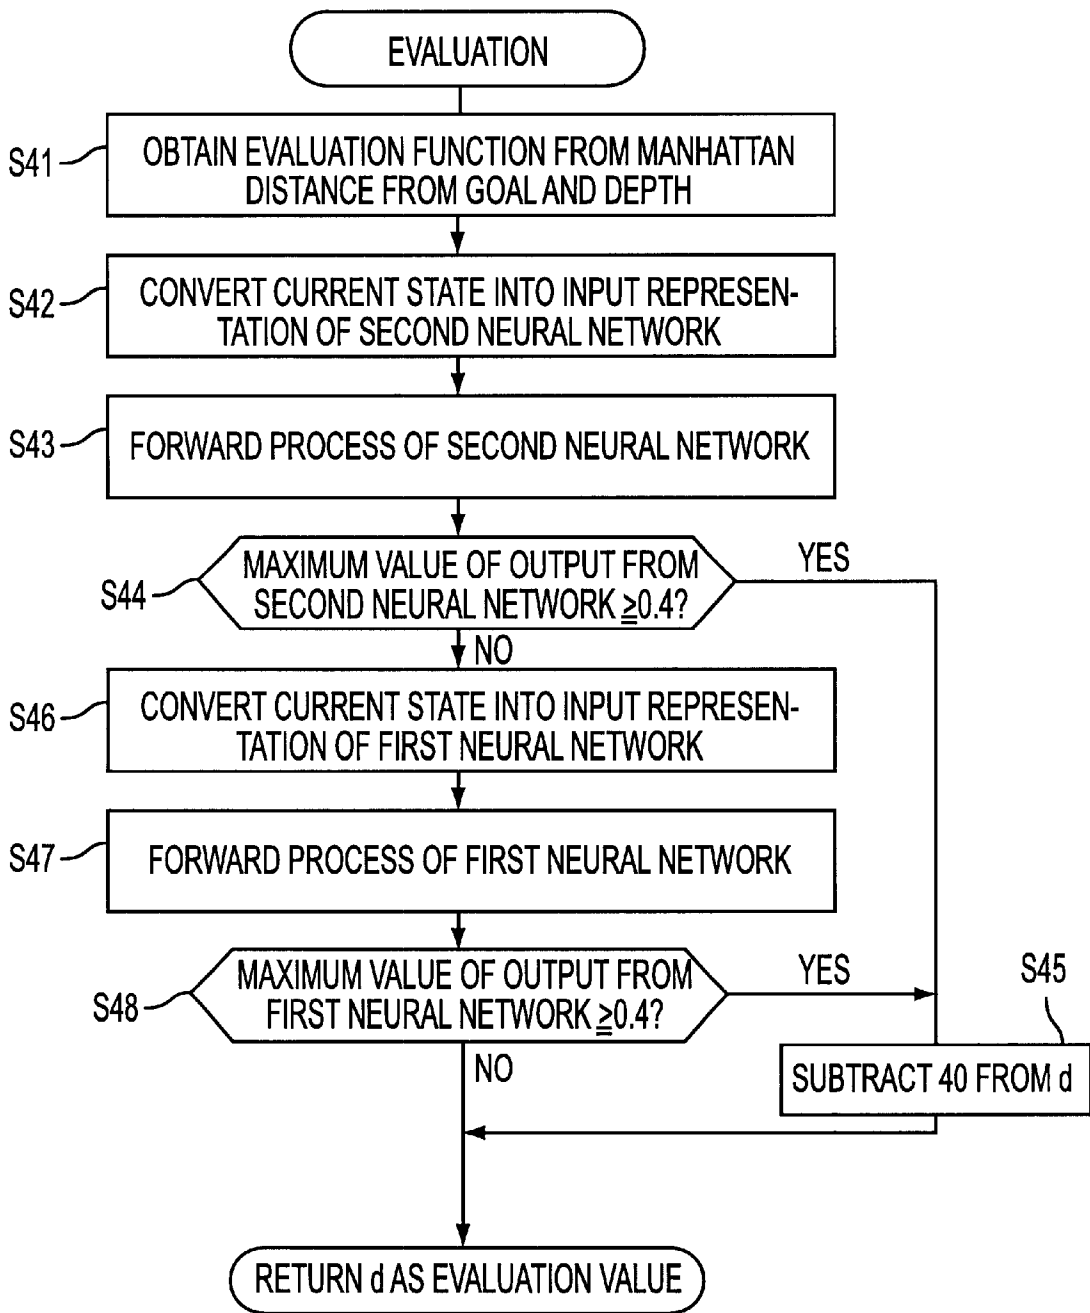 EVALUATION
S41
OBTAIN EVALUATION FUNCTION FROM MANHATTAN
DISTANCE FROM GOAL AND DEPTH
S42
CONVERT CURRENT STATE INTO INPUT REPRESEN-
TATION OF SECOND NEURAL NETWORK
S43
FORWARD PROCESS OF SECOND NEURAL NETWORK
S44
MAXIMUM VALUE OF OUTPUT FROM
SECOND NEURAL NETWORK ≧0.4?
YES
NO
S46
CONVERT CURRENT STATE INTO INPUT REPRESEN-
TATION OF FIRST NEURAL NETWORK
S47
FORWARD PROCESS OF FIRST NEURAL NETWORK
S48
MAXIMUM VALUE OF OUTPUT FROM
FIRST NEURAL NETWORK ≧0.4?
YES
NO
S45
SUBTRACT 40 FROM d
RETURN d AS EVALUATION VALUE